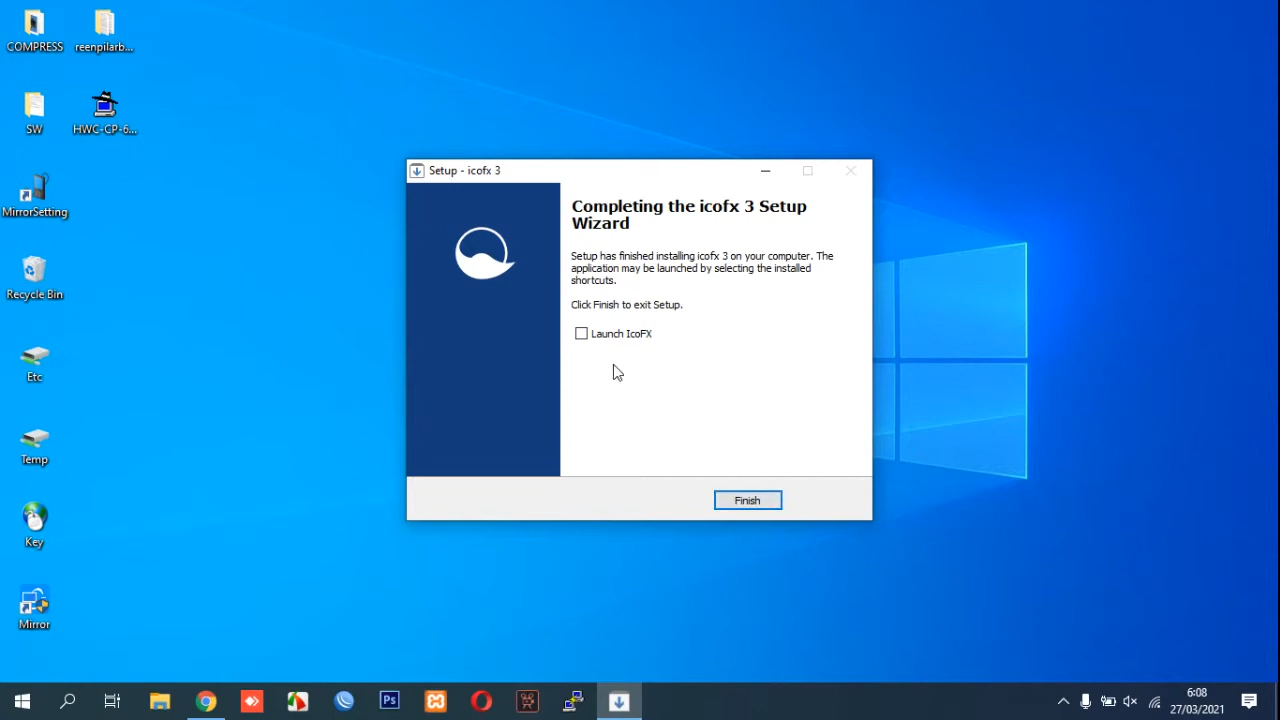 COMPRESS
reenpilarb...
SW
HWC-CP-6...
MirrorSetting
Recycle Bin
Etc
Temp
Key
Mirror
Setup - icofx 3
Completing the icofx 3 Setup
Wizard
Setup has finished installing icofx 3 on your computer. The
application may be launched by selecting the installed
shortcuts.
Click Finish to exit Setup.
Launch IcoFX
Finish
Ps
6:08
27/03/2021